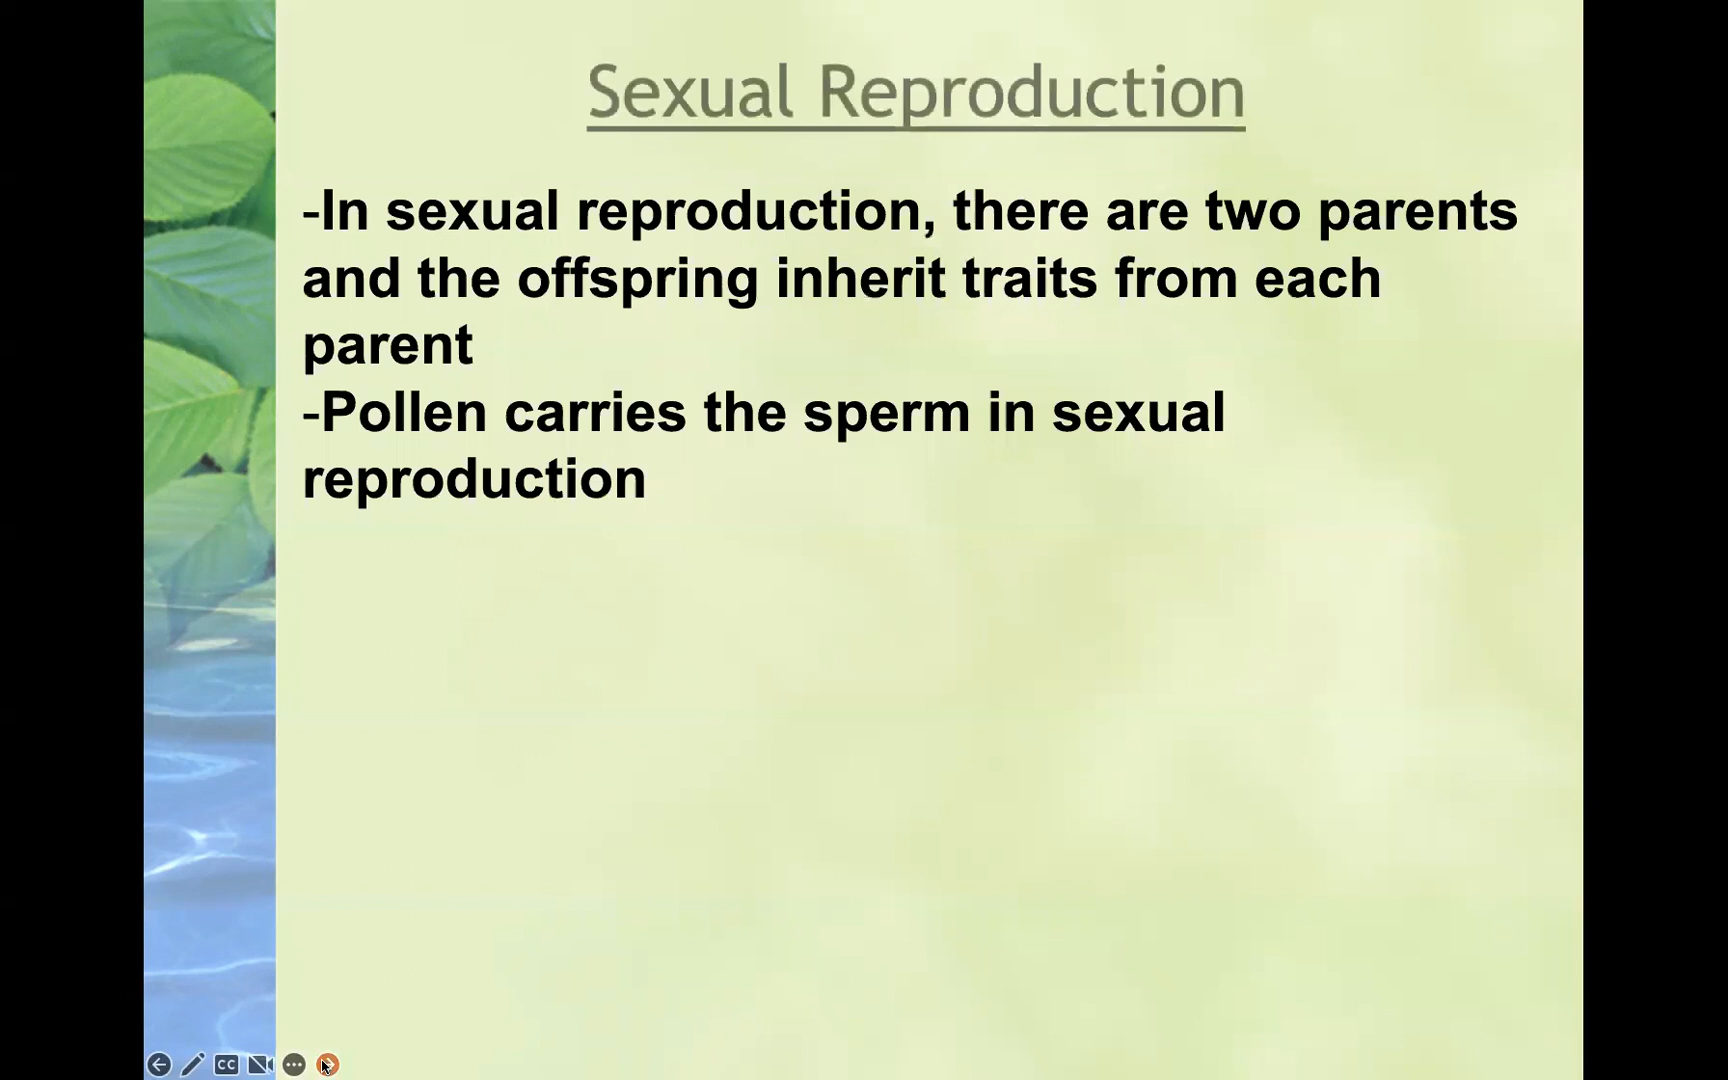 Sexual Reproduction
-In sexual reproduction, there are two parents
and the offspring inherit traits from each
parent
-Pollen carries the sperm in sexual
reproduction
CC